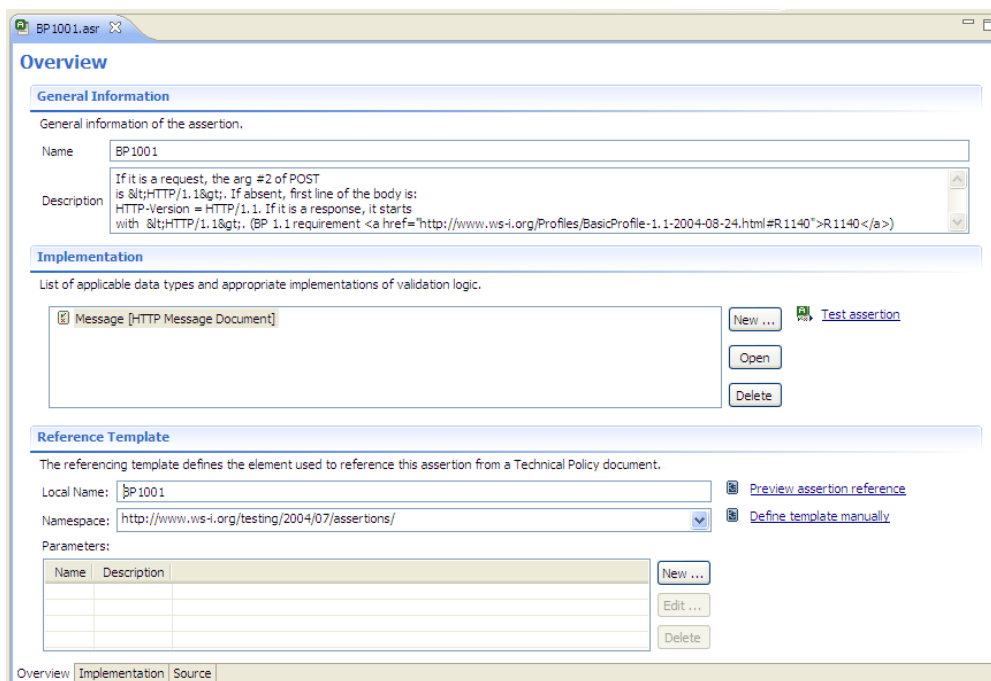 BP1001.asr
Overview
General Information
General information of the assertion.
Name BP1001
Description
If it is a request, the arg #2 of POST
is &lt;HTTP/1.1&gt;. If absent, first line of the body is:
HTTP-Version = HTTP/1.1. If it is a response, it starts
with &lt;HTTP/1.1&gt;. (BP 1.1 requirement <a href="http://www.ws-i.org/Profiles/BasicProfile-1.1-2004-08-24.html#R1140">R1140</a>)
Implementation
List of applicable data types and appropriate implementations of validation logic.
Message [HTTP Message Document]
New ...
Test assertion
Open
Delete
Reference Template
The referencing template defines the element used to reference this assertion from a Technical Policy document.
Local Name: BP1001
Preview assertion reference
Namespace: http://www.ws-i.org/testing/2004/07/assertions/
Define template manually
Parameters:
Name Description
New ...
Edit ...
Delete
Overview Implementation Source